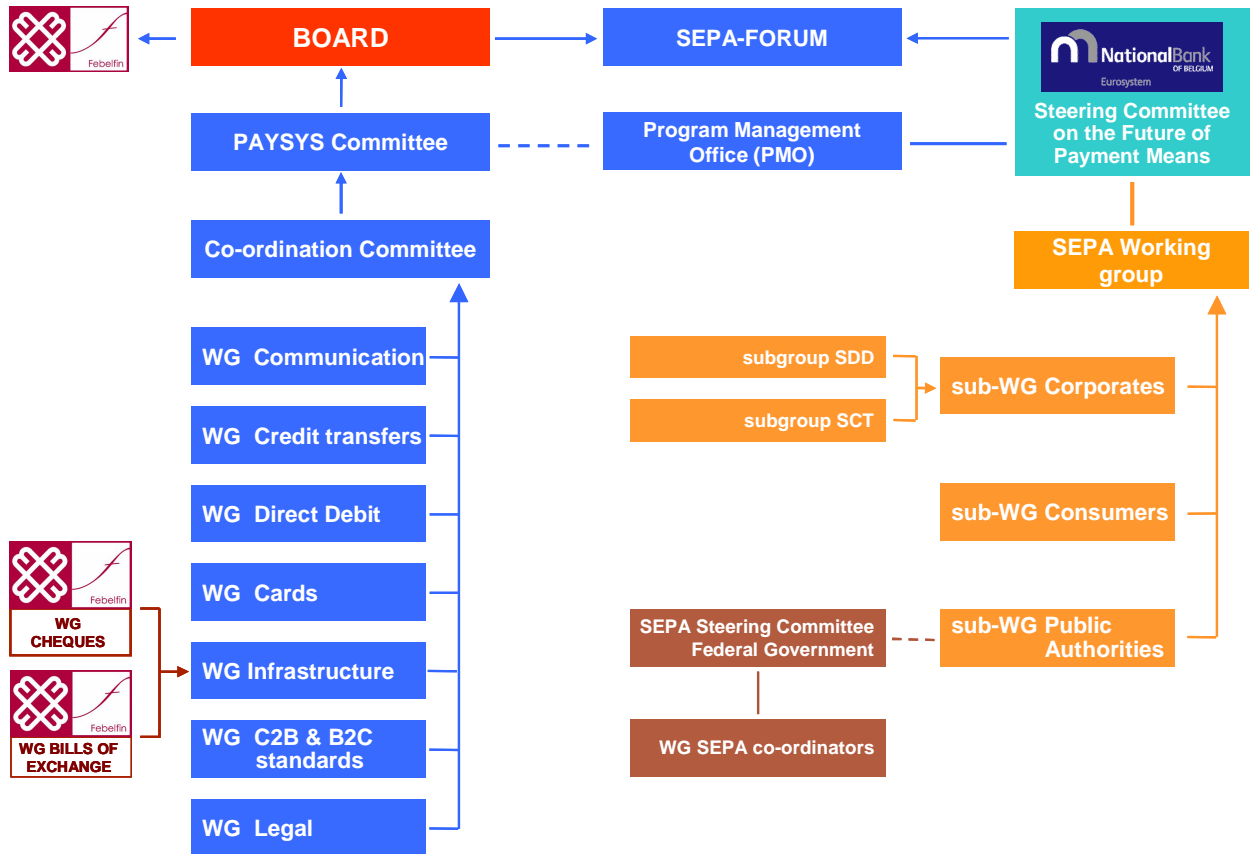 Febelfin
BOARD
SEPA-FORUM
NationalBank
OF BELGIUM
Eurosystem
Steering Committee
on the Future of
Payment Means
PAYSYS Committee
Program Management
Office (PMO)
Co-ordination Committee
SEPA Working
group
WG Communication
WG Credit transfers
WG Direct Debit
WG Cards
WG Infrastructure
WG C2B & B2C
standards
WG Legal
Febelfin
WG
CHEQUES
Febelfin
WG BILLS OF
EXCHANGE
subgroup SDD
subgroup SCT
sub-WG Corporates
sub-WG Consumers
SEPA Steering Committee
Federal Government
sub-WG Public
Authorities
WG SEPA co-ordinators